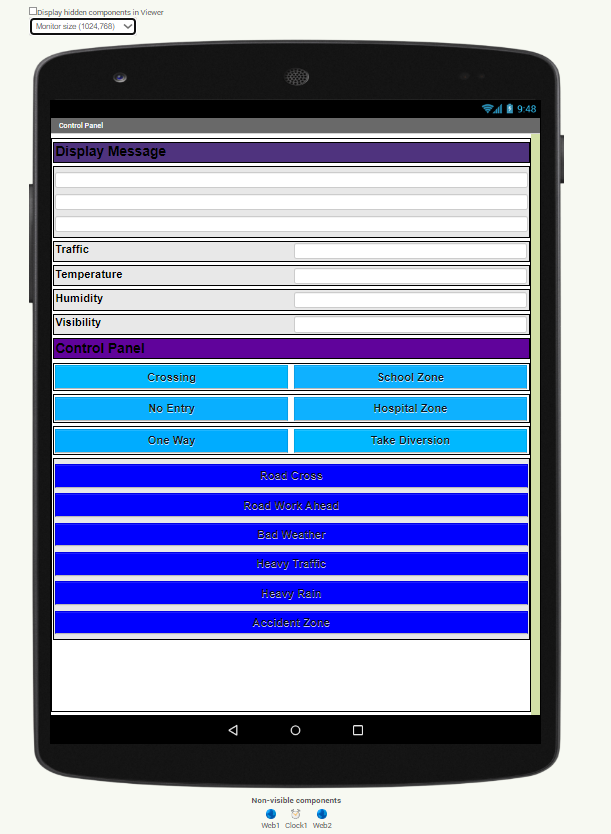 Display hidden components in Viewer
Monitor size (1024,768)
9:48
Control Panel
Display Message
Traffic
Temperature
Humidity
Visibility
Control Panel
Crossing School Zone
No Entry Hospital Zone
One Way Take Diversion
Road Cross
Road Work Ahead
Bad Weather
Heavy Traffic
Heavy Rain
Accident Zone
Non-visible components
Web1 Clock1 Web2